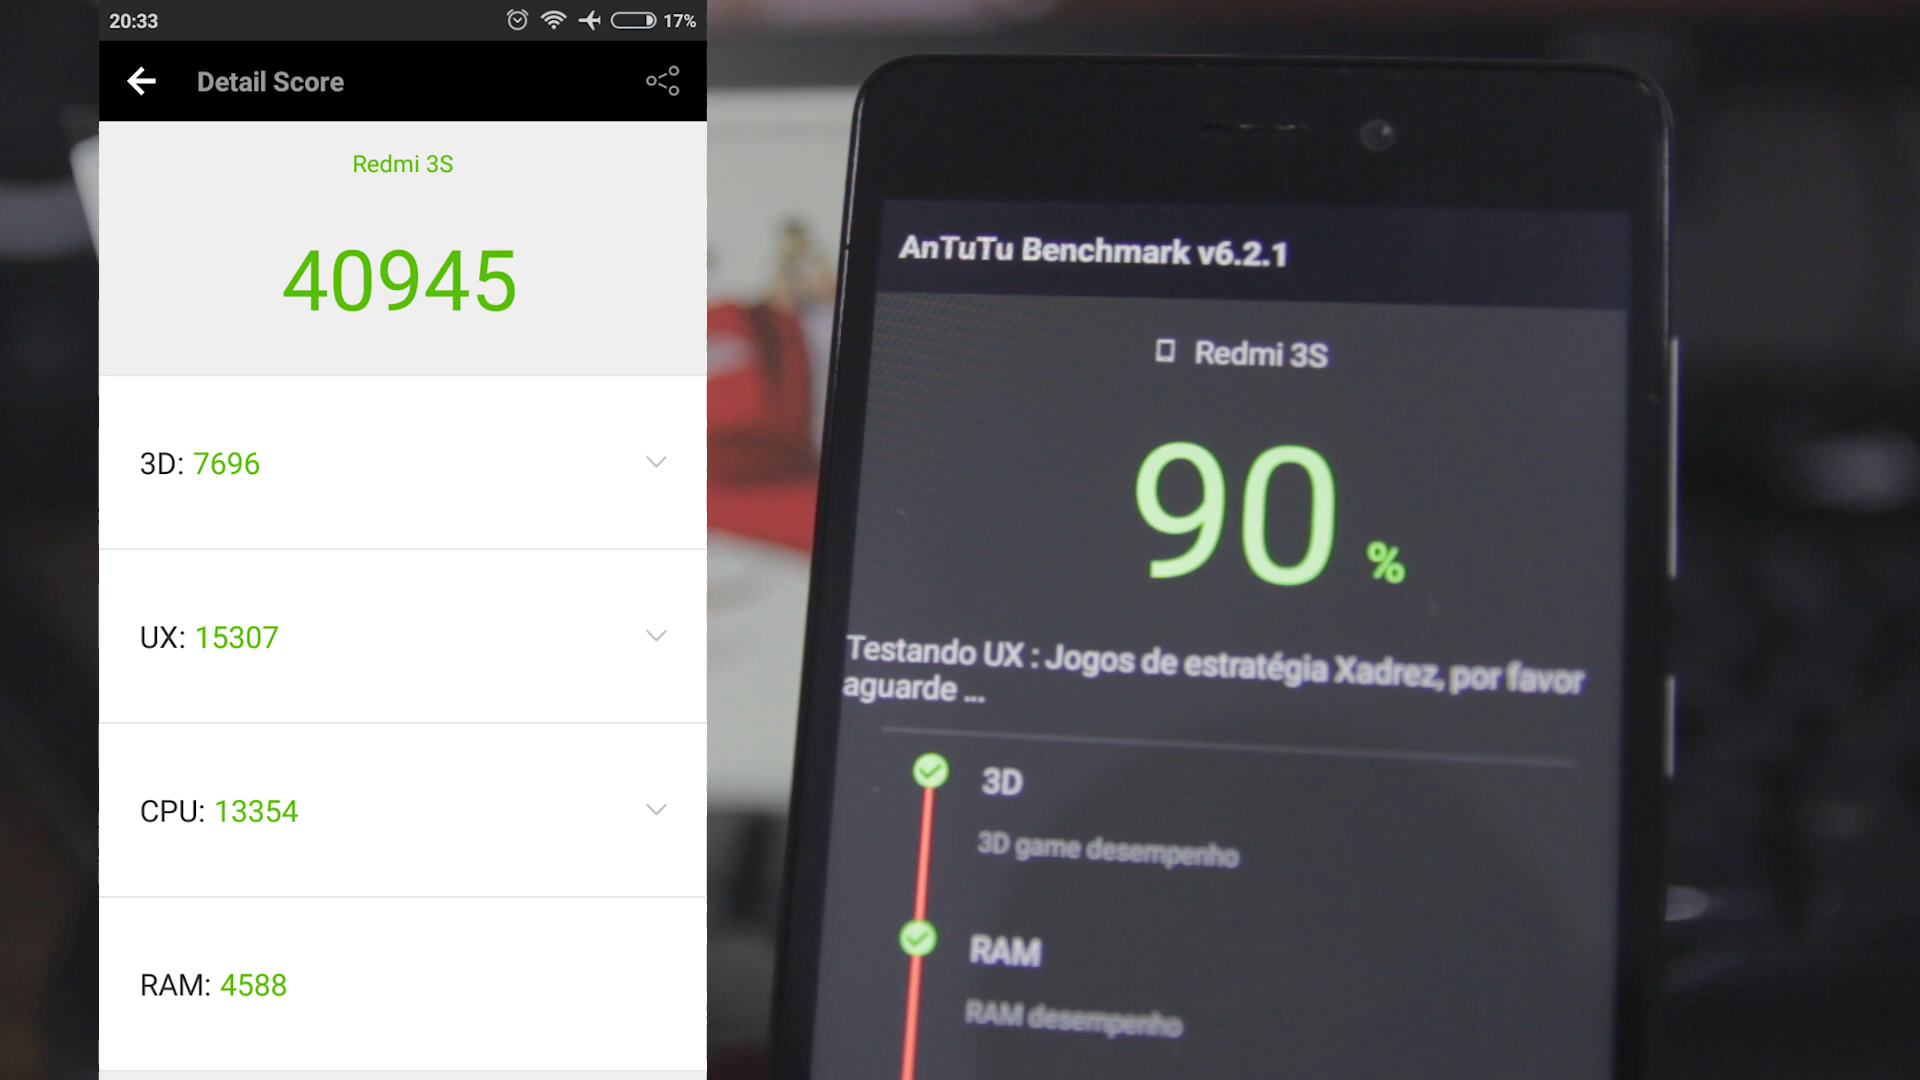 20:33
17%
Detail Score
Redmi 3S
40945
3D: 7696
UX: 15307
CPU: 13354
RAM: 4588
AnTuTu Benchmark v6.2.1
Redmi 3S
90 %
Testando UX : Jogos de estratégia Xadrez, por favor
aguarde ...
3D
3D game desempenho
RAM
RAM desempenho